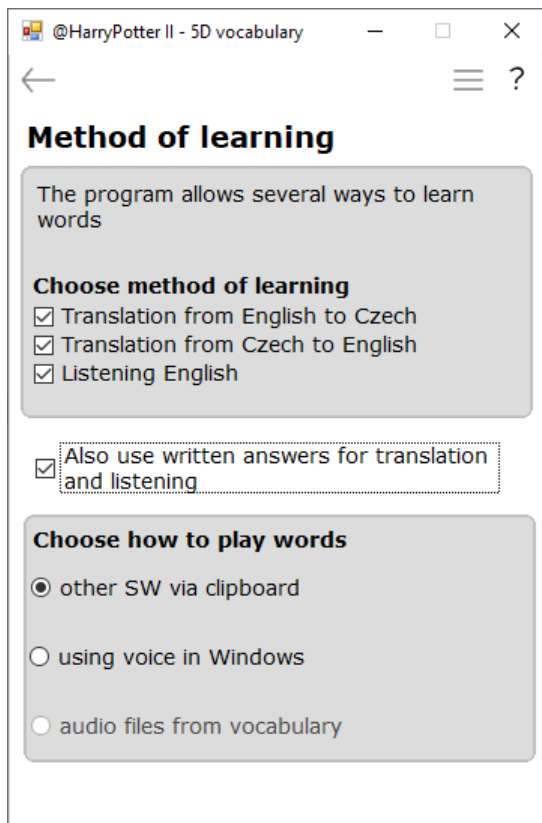 @HarryPotter II - 5D vocabulary
?
Method of learning
The program allows several ways to learn
words
Choose method of learning
Translation from English to Czech
Translation from Czech to English
Listening English
Also use written answers for translation
and listening
Choose how to play words
other SW via clipboard
using voice in Windows
audio files from vocabulary